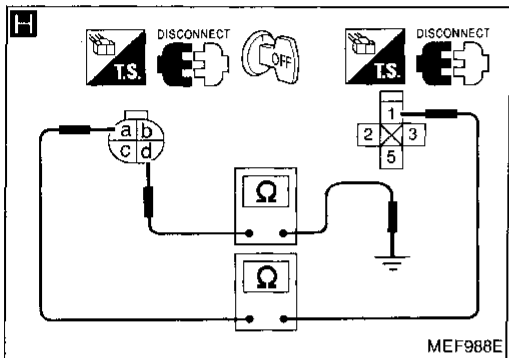 H
DISCONNECT
T.S.
OFF
DISCONNECT
T.S.
a b
c d
1
2 3
5
Ω
Ω
MEF988E